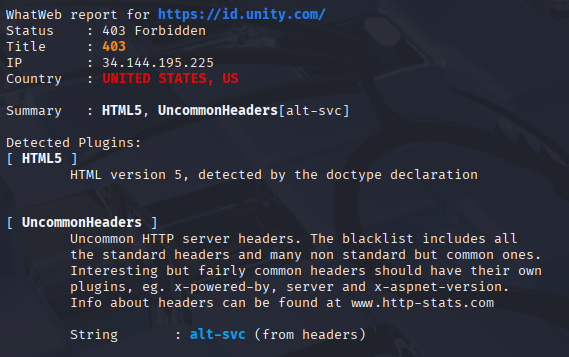 WhatWeb report for https://id.unity.com/
Status    : 403 Forbidden
Title     : 403
IP        : 34.144.195.225
Country   : UNITED STATES, US
Summary   : HTML5, UncommonHeaders[alt-svc]
Detected Plugins:
[ HTML5 ]
HTML version 5, detected by the doctype declaration
[ UncommonHeaders ]
Uncommon HTTP server headers. The blacklist includes all
the standard headers and many non standard but common ones.
Interesting but fairly common headers should have their own
plugins, eg. x-powered-by, server and x-aspnet-version.
Info about headers can be found at www.http-stats.com
String       : alt-svc (from headers)